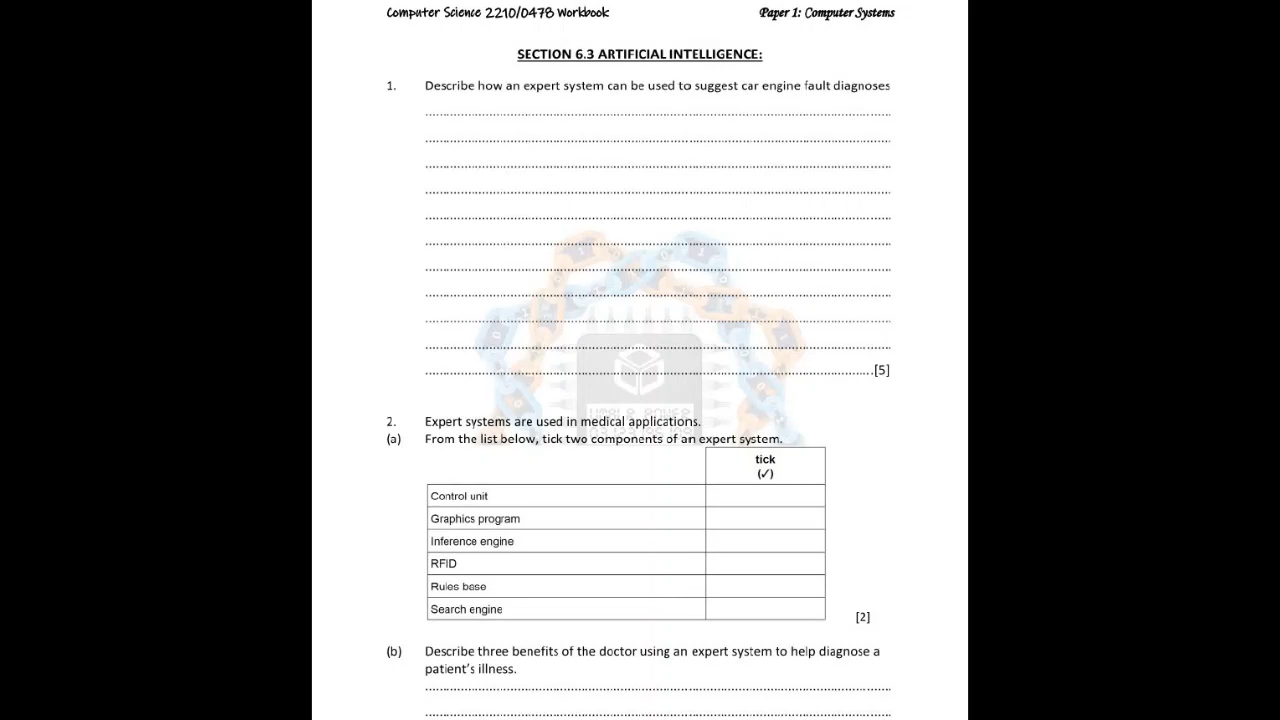 Computer Science 2210/0478 Workbook
Paper 1: Computer Systems
SECTION 6.3 ARTIFICIAL INTELLIGENCE:
1. Describe how an expert system can be used to suggest car engine fault diagnoses
[5]
2. Expert systems are used in medical applications.
(a) From the list below, tick two components of an expert system.
tick
(✓)
Control unit
Graphics program
Inference engine
RFID
Rules base
Search engine
[2]
(b) Describe three benefits of the doctor using an expert system to help diagnose a
patient's illness.